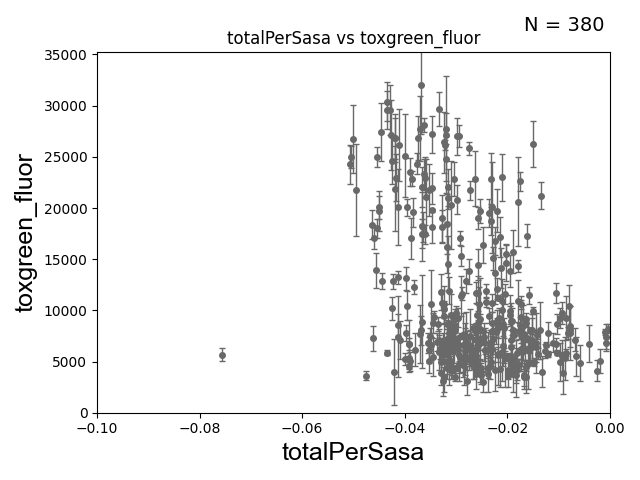 N = 380
totalPerSasa vs toxgreen_fluor
35000
30000
25000
20000
15000
10000
5000
0
toxgreen_fluor
−0.10 −0.08 −0.06 −0.04 −0.02 0.00
totalPerSasa